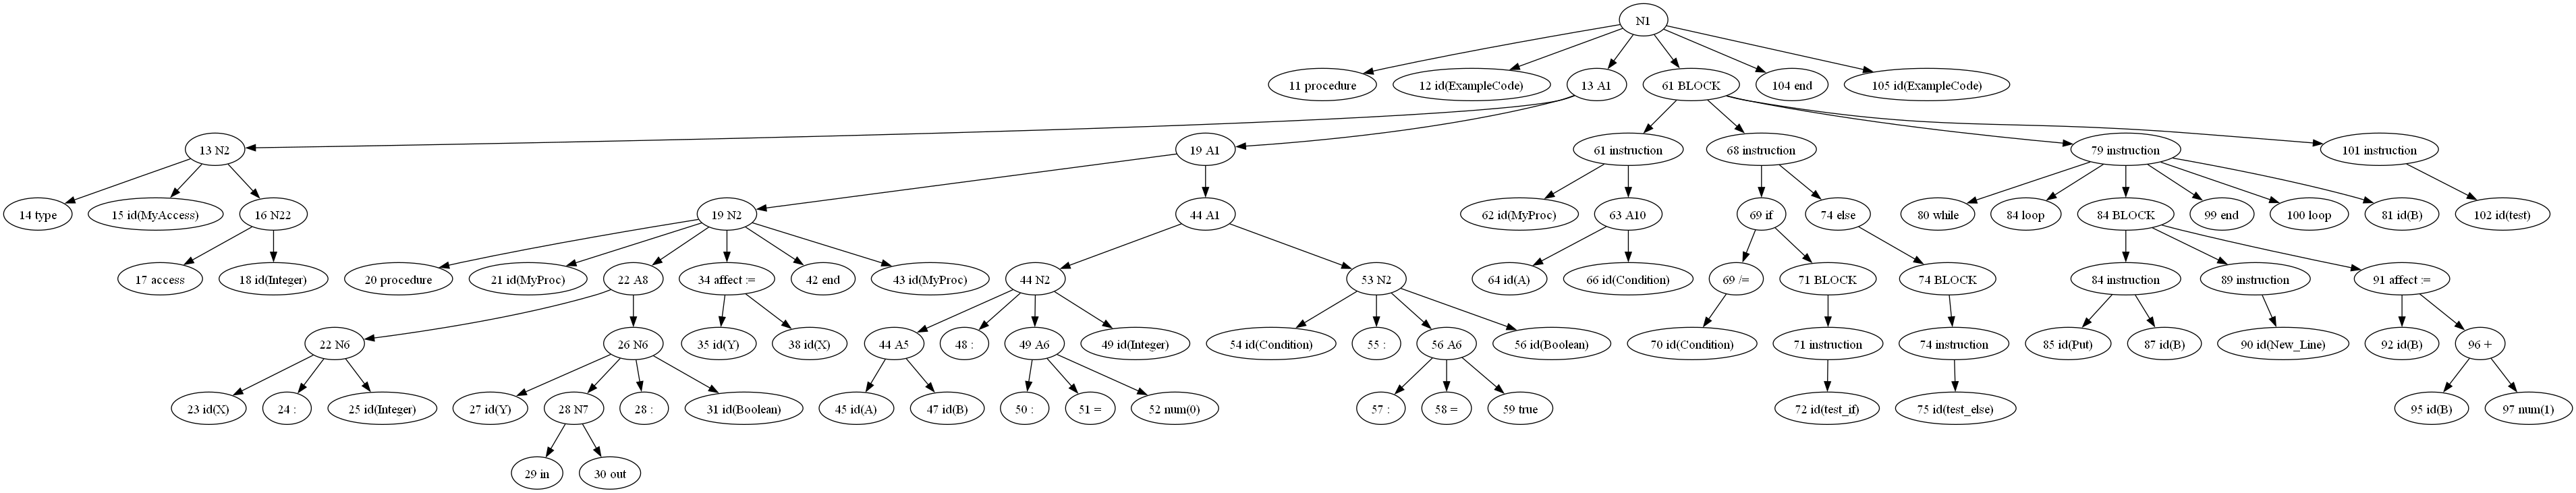 N1
11 procedure
12 id(ExampleCode)
13 A1
61 BLOCK
104 end
105 id(ExampleCode)
13 N2
19 A1
61 instruction
68 instruction
79 instruction
101 instruction
14 type
15 id(MyAccess)
16 N22
19 N2
44 A1
62 id(MyProc)
63 A10
69 if
74 else
80 while
84 loop
84 BLOCK
99 end
100 loop
81 id(B)
102 id(test)
17 access
18 id(Integer)
20 procedure
21 id(MyProc)
22 A8
34 affect :=
42 end
43 id(MyProc)
44 N2
53 N2
64 id(A)
66 id(Condition)
69 /=
71 BLOCK
74 BLOCK
84 instruction
89 instruction
91 affect :=
22 N6
26 N6
35 id(Y)
38 id(X)
44 A5
48 :
49 A6
49 id(Integer)
54 id(Condition)
55 :
56 A6
56 id(Boolean)
70 id(Condition)
71 instruction
74 instruction
85 id(Put)
87 id(B)
90 id(New_Line)
92 id(B)
96 +
23 id(X)
24 :
25 id(Integer)
27 id(Y)
28 N7
28 :
31 id(Boolean)
45 id(A)
47 id(B)
50 :
51 =
52 num(0)
57 :
58 =
59 true
72 id(test_if)
75 id(test_else)
95 id(B)
97 num(1)
29 in
30 out